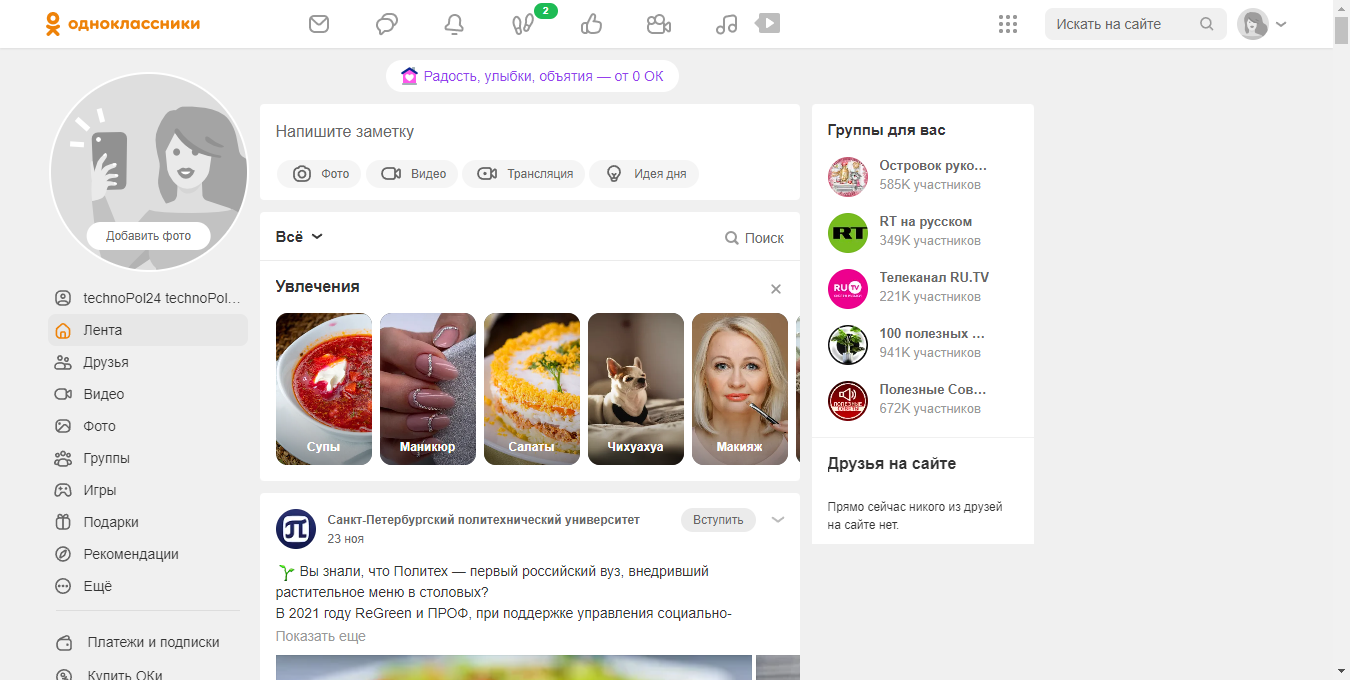 одноклассники
2
Искать на сайте
Радость, улыбки, объятия — от 0 ОК
Добавить фото
technoPol24 technoPol…
Лента
Друзья
Видео
Фото
Группы
Игры
Подарки
Рекомендации
Ещё
Платежи и подписки
Купить ОКи
Напишите заметку
Фото
Видео
Трансляция
Идея дня
Всё
Поиск
Увлечения
Супы
Маникюр
Салаты
Чихуахуа
Макияж
Санкт-Петербургский политехнический университет
23 ноя
Вступить
Вы знали, что Политех — первый российский вуз, внедривший
растительное меню в столовых?
В 2021 году ReGreen и ПРОФ, при поддержке управления социально-
Показать еще
Группы для вас
Островок руко…
585K участников
RT
RT на русском
349K участников
RU TV
Телеканал RU.TV
221K участников
100 полезных …
941K участников
ПОЛЕЗНЫЕ
СОВЕТЫ
Полезные Сов…
672K участников
Друзья на сайте
Прямо сейчас никого из друзей
на сайте нет.